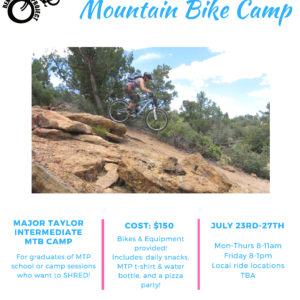 Mountain Bike Camp
MAJOR TAYLOR
INTERMEDIATE
MTB CAMP
For graduates of MTP
school or camp sessions
who want to SHRED!
COST: $150
Bikes & Equipment
provided!
Includes: daily snacks,
MTP t-shirt & water
bottle, and a pizza
party!
JULY 23RD-27TH
Mon-Thurs 8-11am
Friday 8-1pm
Local ride locations
TBA